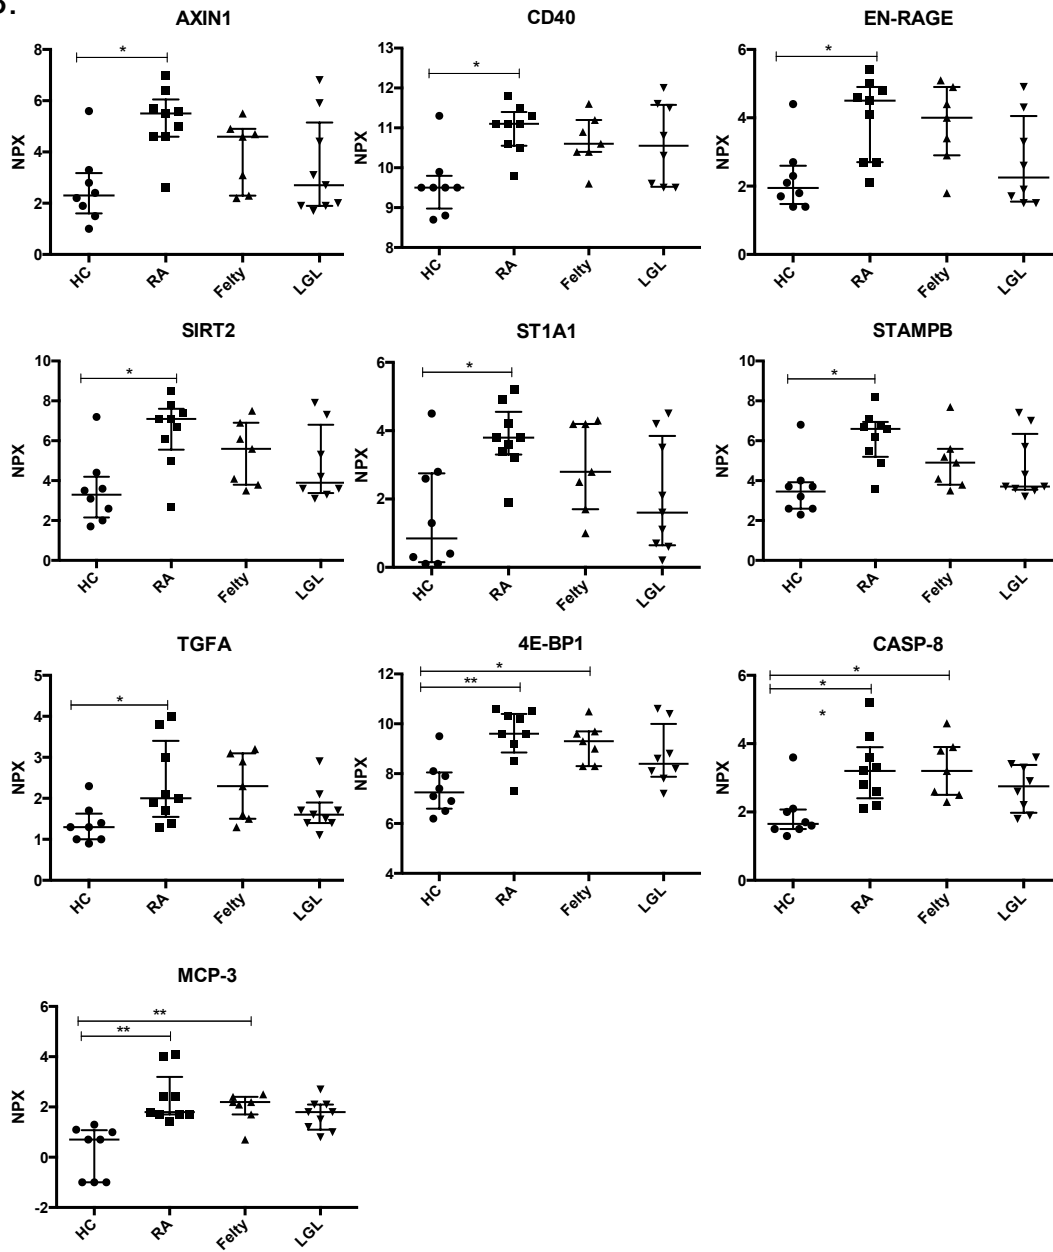 AXIN1
8
6
4
2
0
NPX
*
HC
RA
Felty
LGL
CD40
13
12
11
10
9
8
NPX
*
HC
RA
Felty
LGL
EN-RAGE
6
4
2
0
NPX
*
HC
RA
Felty
LGL
SIRT2
10
8
6
4
2
0
NPX
*
HC
RA
Felty
LGL
ST1A1
6
4
2
0
NPX
*
HC
RA
Felty
LGL
STAMPB
10
8
6
4
2
0
NPX
*
HC
RA
Felty
LGL
TGFA
5
4
3
2
1
0
NPX
*
HC
RA
Felty
LGL
4E-BP1
12
10
8
6
4
NPX
*
**
HC
RA
Felty
LGL
CASP-8
6
4
2
0
NPX
*
*
*
HC
RA
Felty
LGL
MCP-3
6
4
2
0
-2
NPX
**
**
HC
RA
Felty
LGL